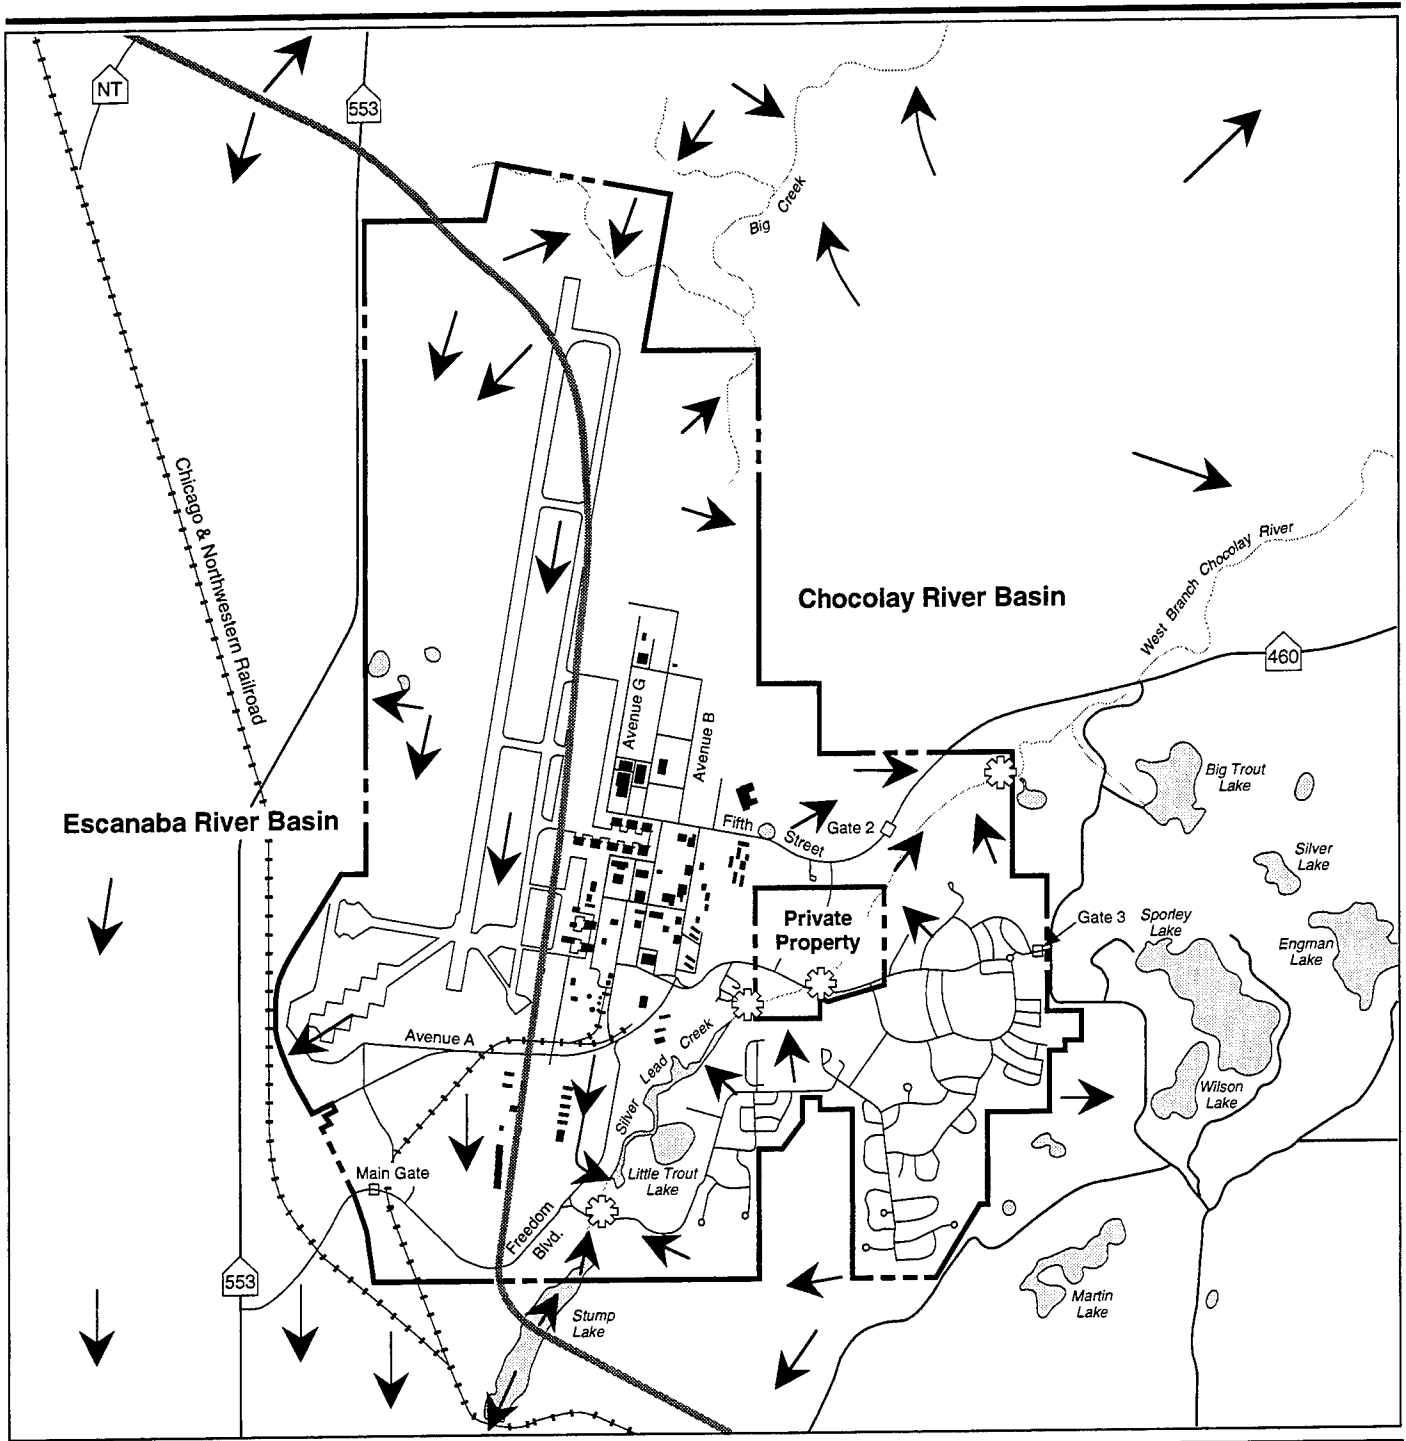 NT
553
Big Creek
Chicago & Northwestern Railroad
Chocolay River Basin
West Branch Chocolay River
460
Avenue G
Avenue B
Big Trout
Lake
Escanaba River Basin
Fifth
Street
Gate 2
Silver
Lake
Private
Property
Gate 3
Sporley
Lake
Engman
Lake
Avenue A
Silver Lead Creek
Wilson
Lake
Main Gate
Little Trout
Lake
Freedom
Blvd.
553
Stump
Lake
Martin
Lake